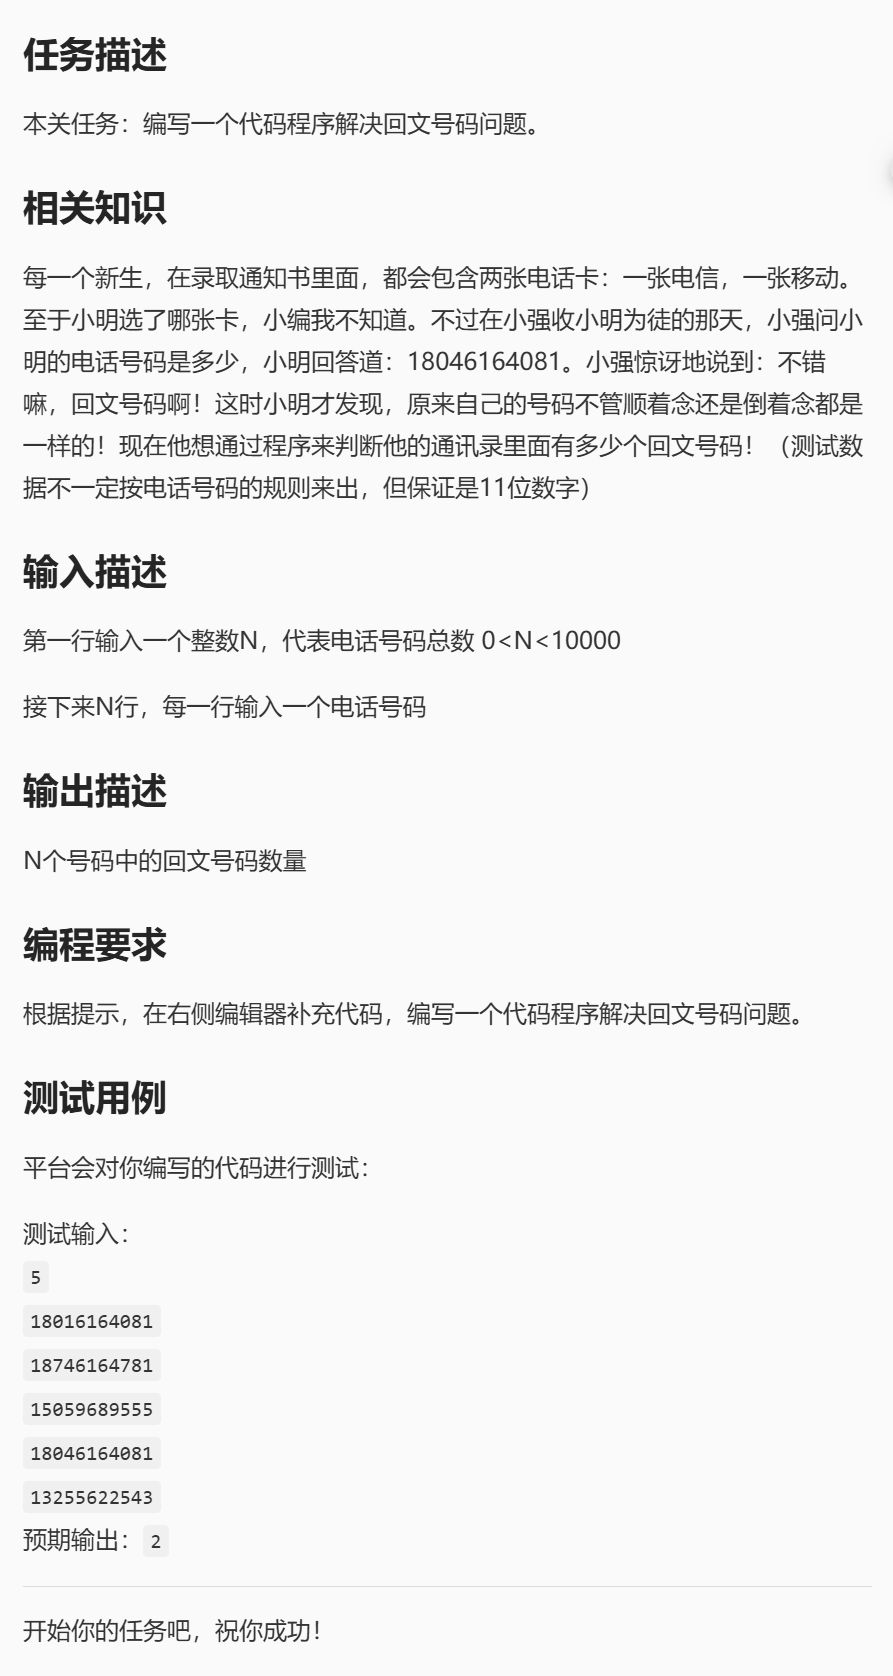 任务描述
本关任务：编写一个代码程序解决回文号码问题。
相关知识
每一个新生，在录取通知书里面，都会包含两张电话卡：一张电信，一张移动。
至于小明选了哪张卡，小编我不知道。不过在小强收小明为徒的那天，小强问小
明的电话号码是多少，小明回答道：18046164081。小强惊讶地说到：不错
嘛，回文号码啊！这时小明才发现，原来自己的号码不管顺着念还是倒着念都是
一样的！现在他想通过程序来判断他的通讯录里面有多少个回文号码！（测试数
据不一定按电话号码的规则来出，但保证是11位数字）
输入描述
第一行输入一个整数N，代表电话号码总数 0<N<10000
接下来N行，每一行输入一个电话号码
输出描述
N个号码中的回文号码数量
编程要求
根据提示，在右侧编辑器补充代码，编写一个代码程序解决回文号码问题。
测试用例
平台会对你编写的代码进行测试：
测试输入：
5
18016164081
18746164781
15059689555
18046164081
13255622543
预期输出： 2
开始你的任务吧，祝你成功！